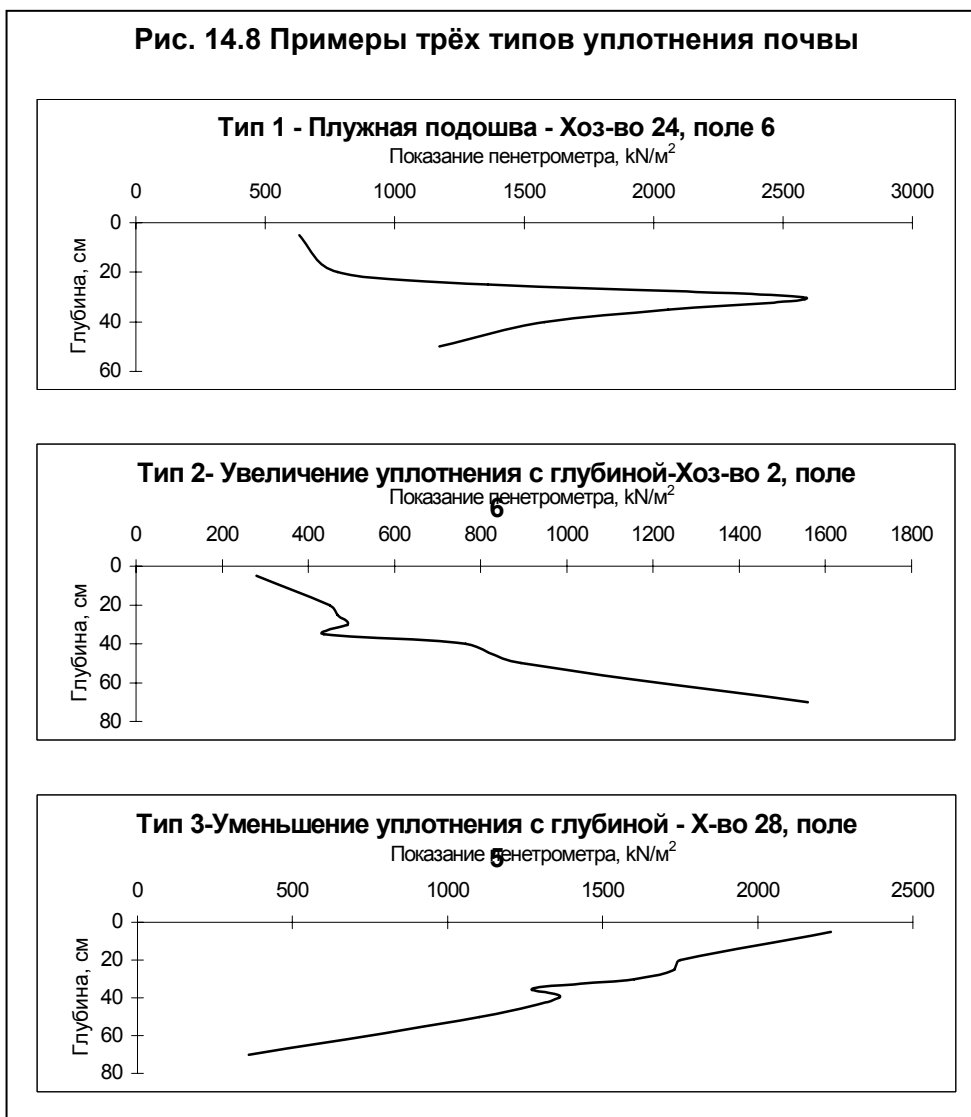 Рис. 14.8 Примеры трёх типов уплотнения почвы
Тип 1 - Плужная подошва - Хоз-во 24, поле 6
Показание пенетрометра, kN/м²
0 500 1000 1500 2000 2500 3000
Глубина, см
0
20
40
60
Тип 2- Увеличение уплотнения с глубиной-Хоз-во 2, поле
6
Показание пенетрометра, kN/м²
0 200 400 600 800 1000 1200 1400 1600 1800
Глубина, см
0
20
40
60
80
Тип 3-Уменьшение уплотнения с глубиной - Х-во 28, поле
5
Показание пенетрометра, kN/м²
0 500 1000 1500 2000 2500
Глубина, см
0
20
40
60
80